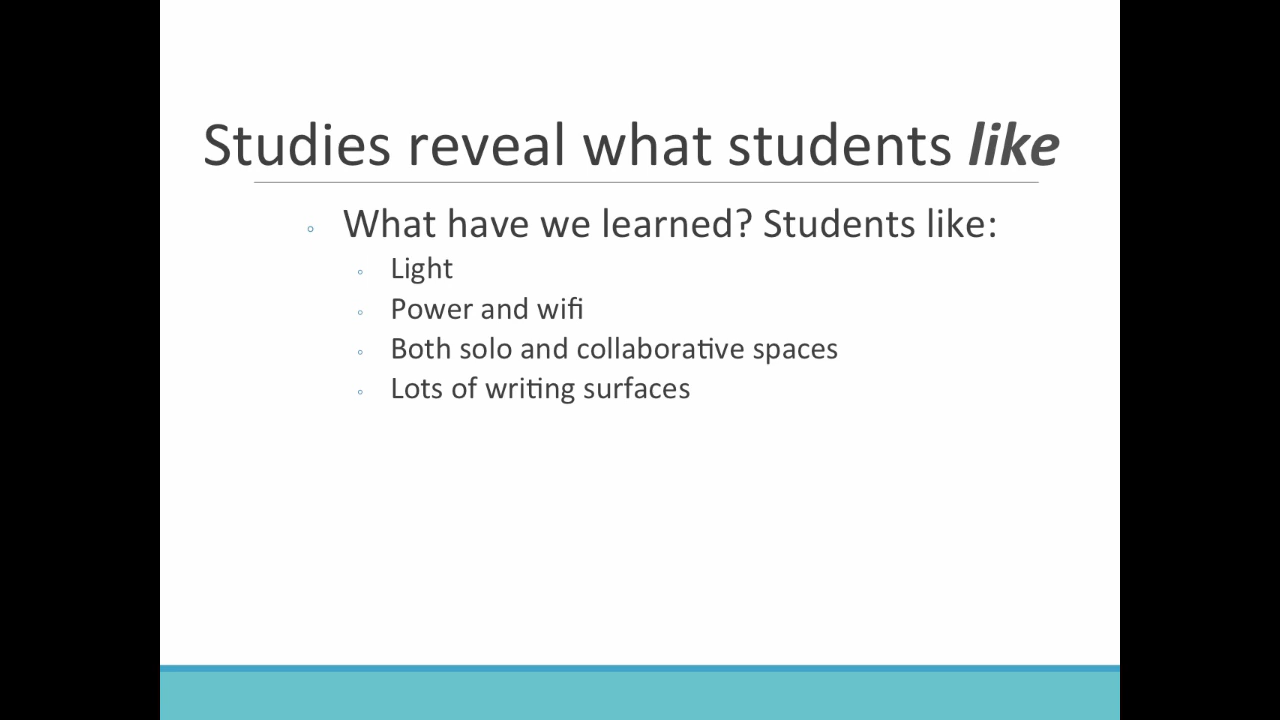 Studies reveal what students like
What have we learned? Students like:
Light
Power and wifi
Both solo and collaborative spaces
Lots of writing surfaces